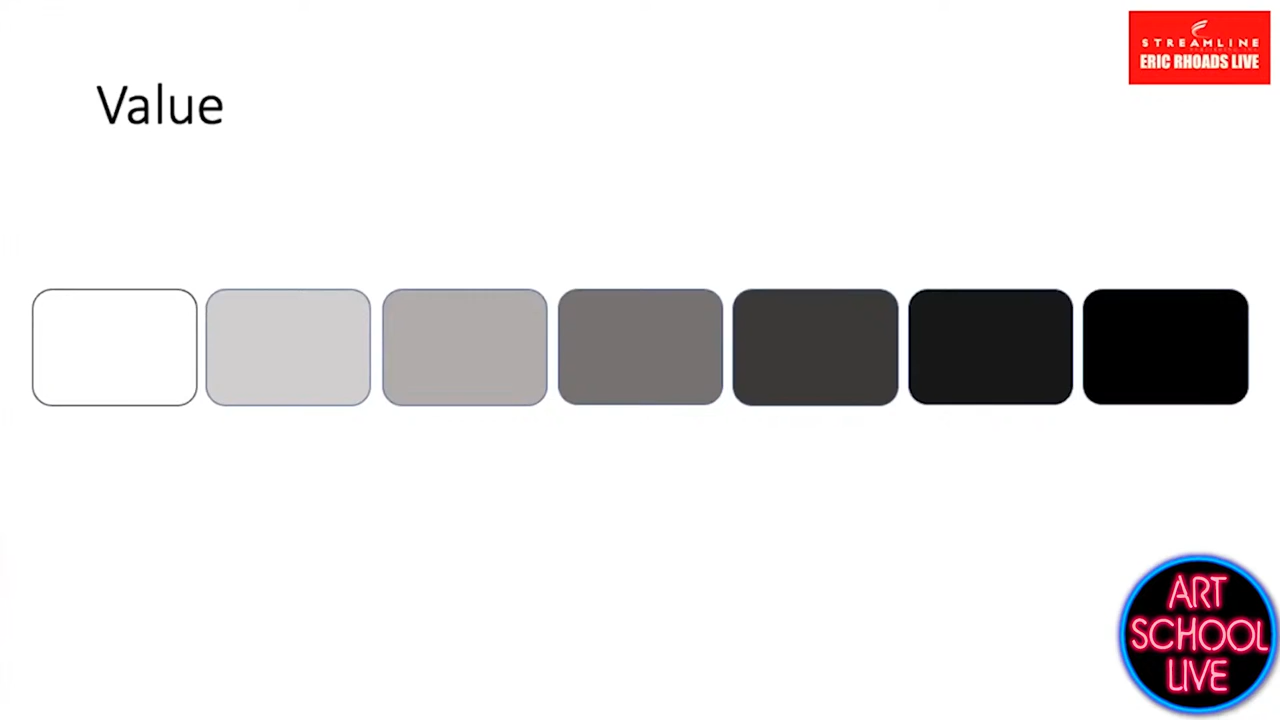 STREAMLINE
ERIC RHOADS LIVE
Value
ART
SCHOOL
LIVE